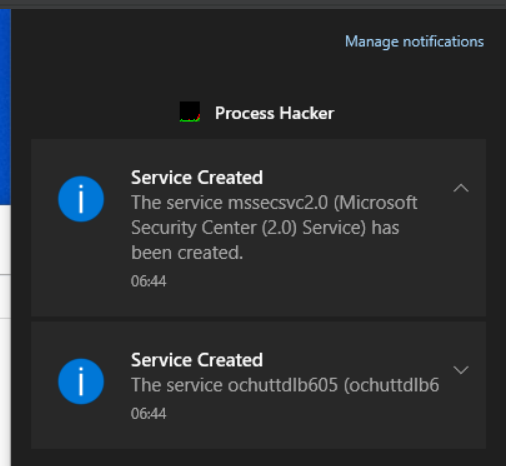 Manage notifications
Process Hacker
Service Created
The service mssecsvc2.0 (Microsoft
Security Center (2.0) Service) has
been created.
06:44
Service Created
The service ochuttdlb605 (ochuttdlb6
06:44